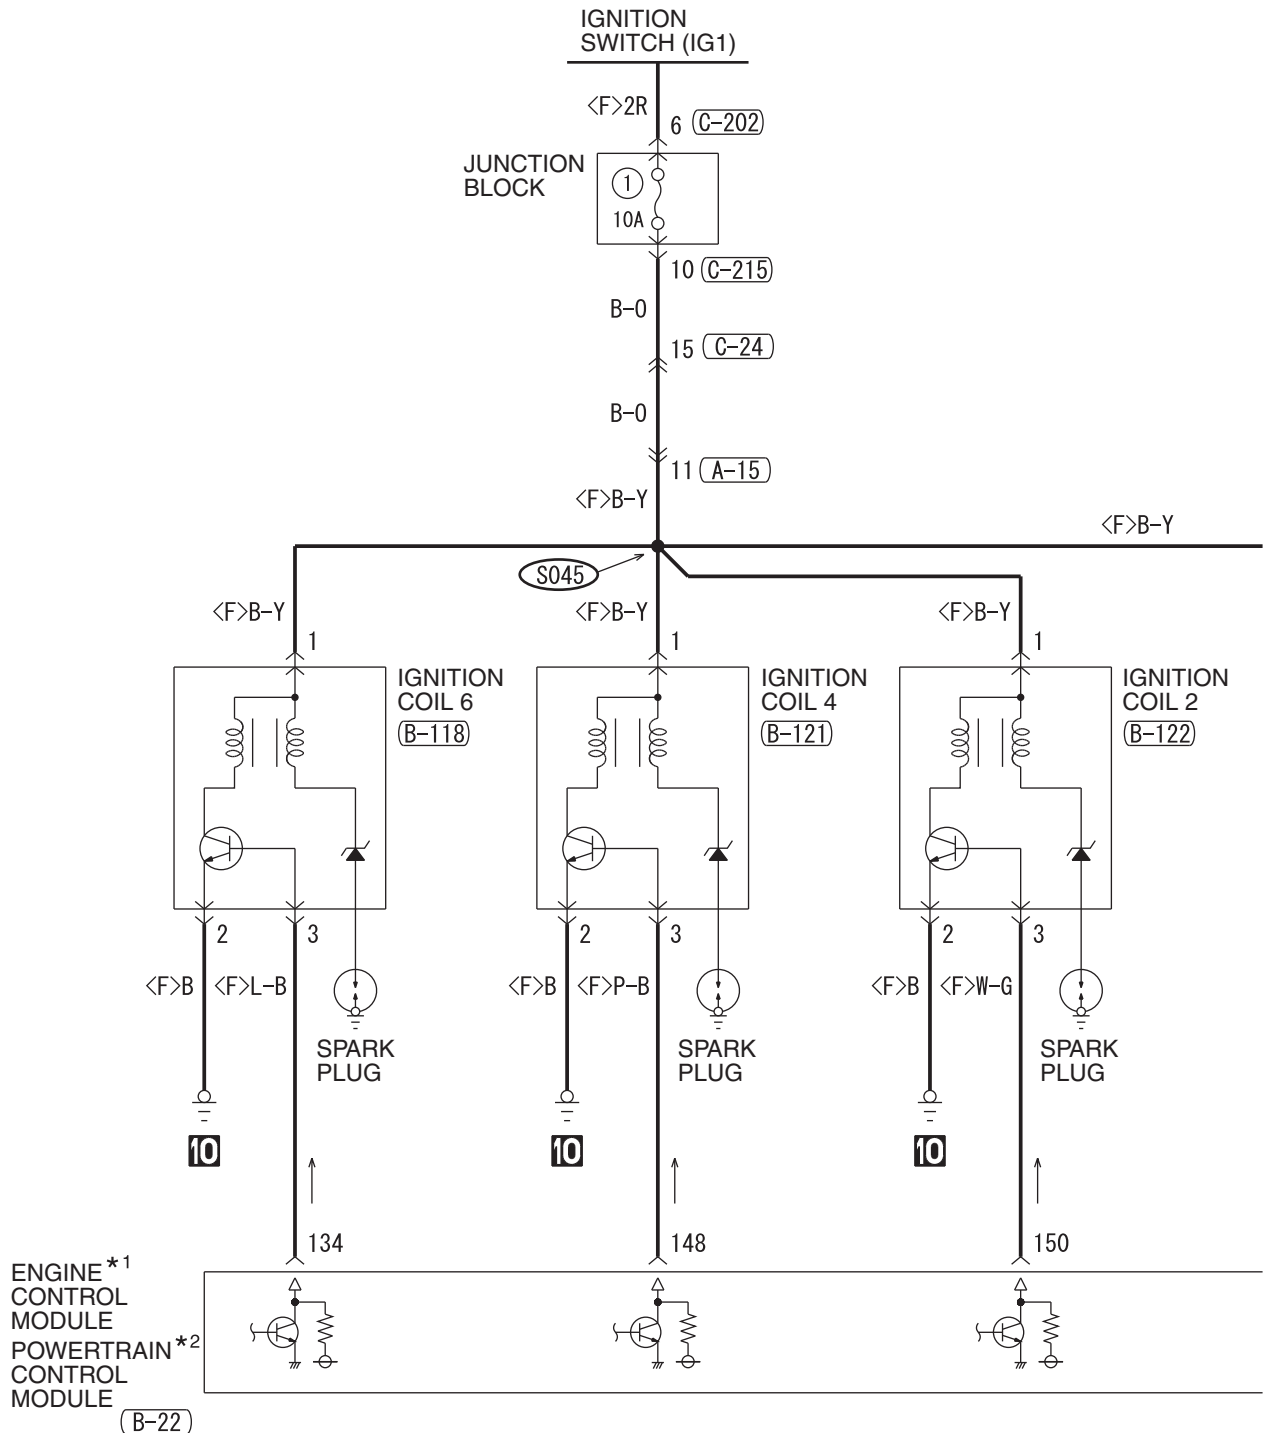 IGNITION
SWITCH (IG1)
<F>2R
6 C-202
JUNCTION
BLOCK
1
10A
10 C-215
B-O
15 C-24
B-O
11 A-15
<F>B-Y
<F>B-Y
S045
<F>B-Y
<F>B-Y
<F>B-Y
1
1
1
IGNITION
COIL 6
B-118
IGNITION
COIL 4
B-121
IGNITION
COIL 2
B-122
2 3
2 3
2 3
<F>B <F>L-B
<F>B <F>P-B
<F>B <F>W-G
SPARK
PLUG
SPARK
PLUG
SPARK
PLUG
10
10
10
134
148
150
ENGINE*1
CONTROL
MODULE
POWERTRAIN*2
CONTROL
MODULE
B-22